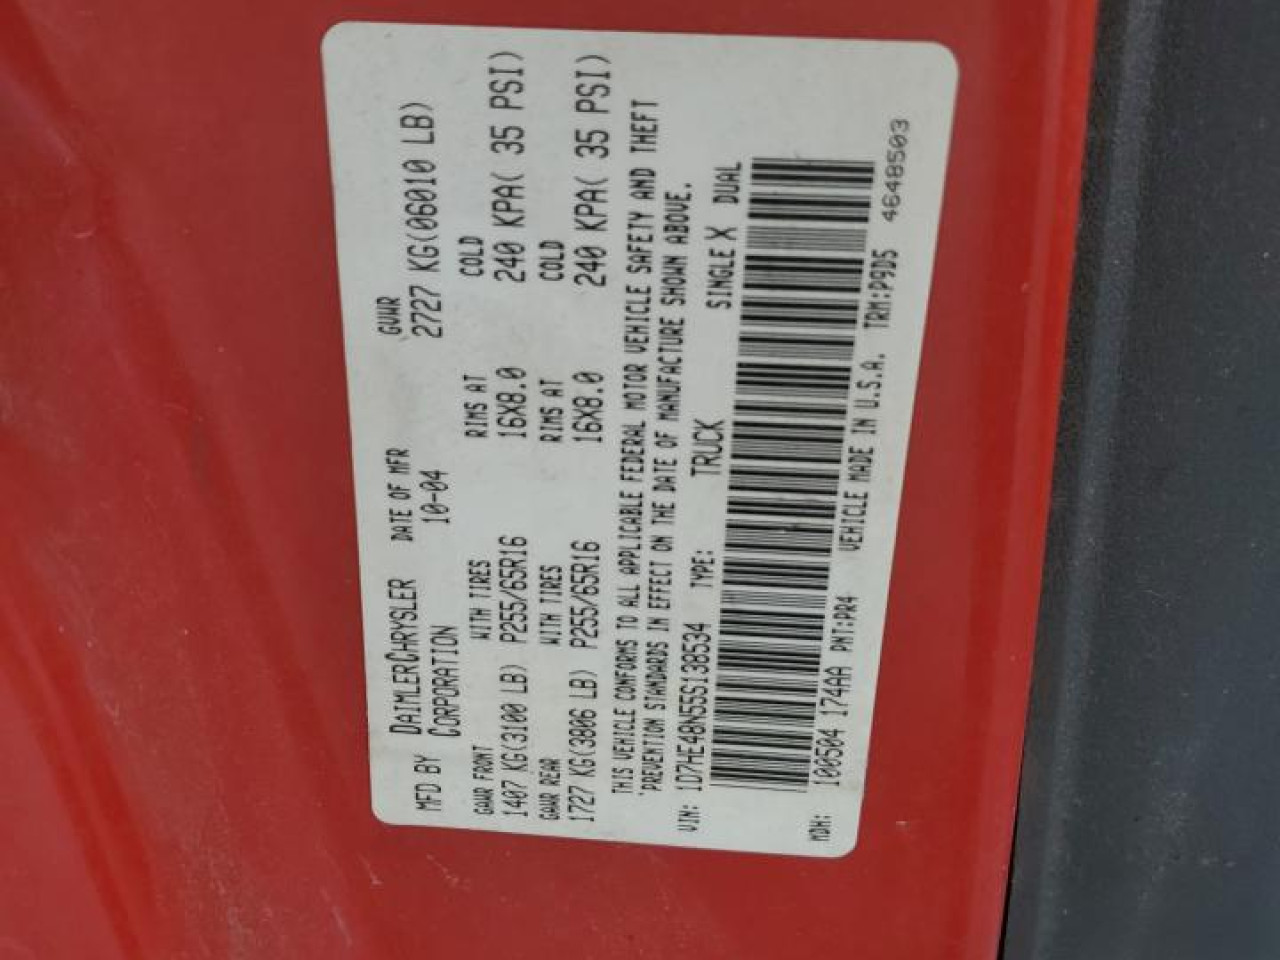 MFD BY DAIMLERCHRYSLER CORPORATION DATE OF MFR 10-04 GVWR 2727 KG(06010 LB)
GAWR FRONT WITH TIRES RIMS AT COLD
1407 KG(3100 LB) P255/65R16 16X8.0 240 KPA( 35 PSI)
GAWR REAR WITH TIRES RIMS AT COLD
1727 KG(3806 LB) P255/65R16 16X8.0 240 KPA( 35 PSI)
THIS VEHICLE CONFORMS TO ALL APPLICABLE FEDERAL MOTOR VEHICLE SAFETY AND THEFT
PREVENTION STANDARDS IN EFFECT ON THE DATE OF MANUFACTURE SHOWN ABOVE.
VIN: 1D7HE48N55S138534 TYPE: TRUCK SINGLE X DUAL
MDH: 100504 174AA PNT:PR4 VEHICLE MADE IN U.S.A. TRM:P9D5
4648503